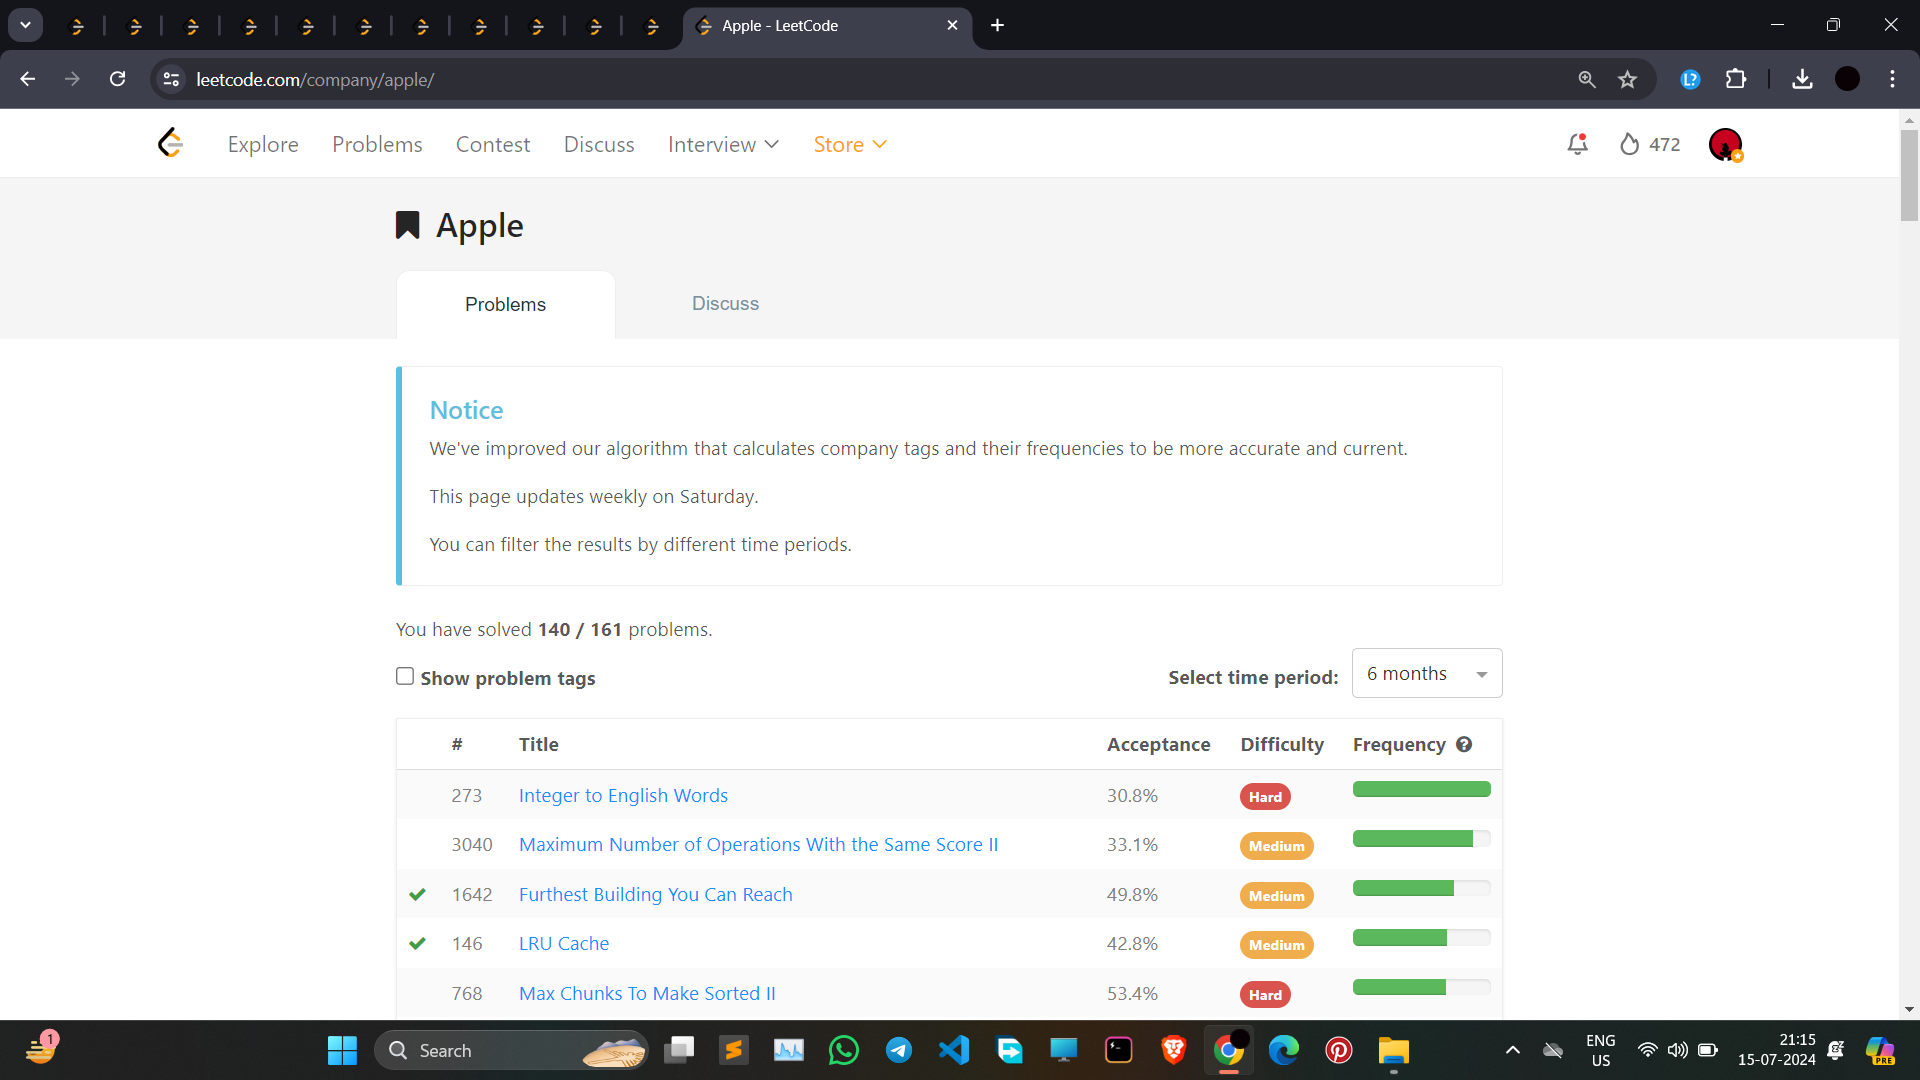 Apple - LeetCode
leetcode.com/company/apple/
L?
Explore Problems Contest Discuss Interview Store 472
Apple
Problems Discuss
Notice
We've improved our algorithm that calculates company tags and their frequencies to be more accurate and current.
This page updates weekly on Saturday.
You can filter the results by different time periods.
You have solved 140 / 161 problems.
Show problem tags Select time period: 6 months
# Title Acceptance Difficulty Frequency ?
273 Integer to English Words 30.8% Hard
3040 Maximum Number of Operations With the Same Score II 33.1% Medium
1642 Furthest Building You Can Reach 49.8% Medium
146 LRU Cache 42.8% Medium
768 Max Chunks To Make Sorted II 53.4% Hard
1 Search ENG 21:15
US 15-07-2024 PRE